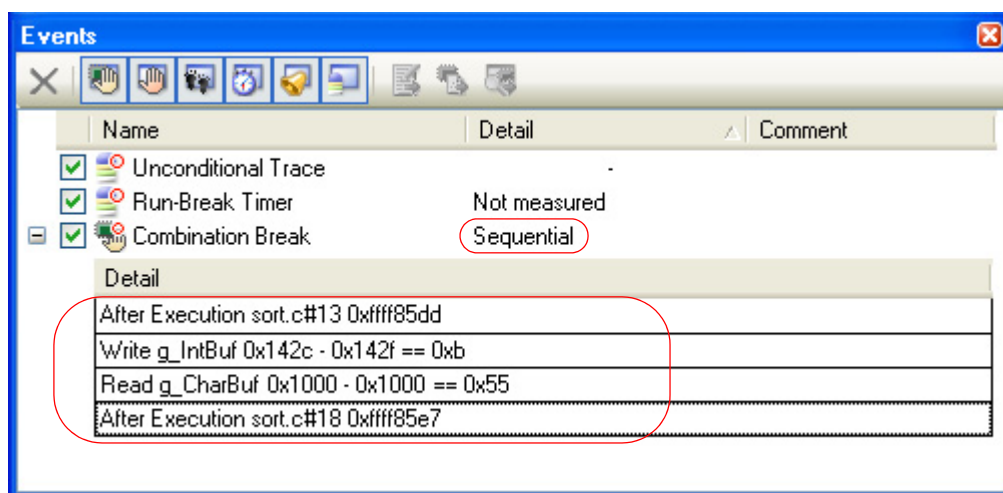 Events
Name Detail Comment
Unconditional Trace -
Run-Break Timer Not measured
Combination Break Sequential
Detail
After Execution sort.c#13 0xffff85dd
Write g_IntBuf 0x142c - 0x142f == 0xb
Read g_CharBuf 0x1000 - 0x1000 == 0x55
After Execution sort.c#18 0xffff85e7